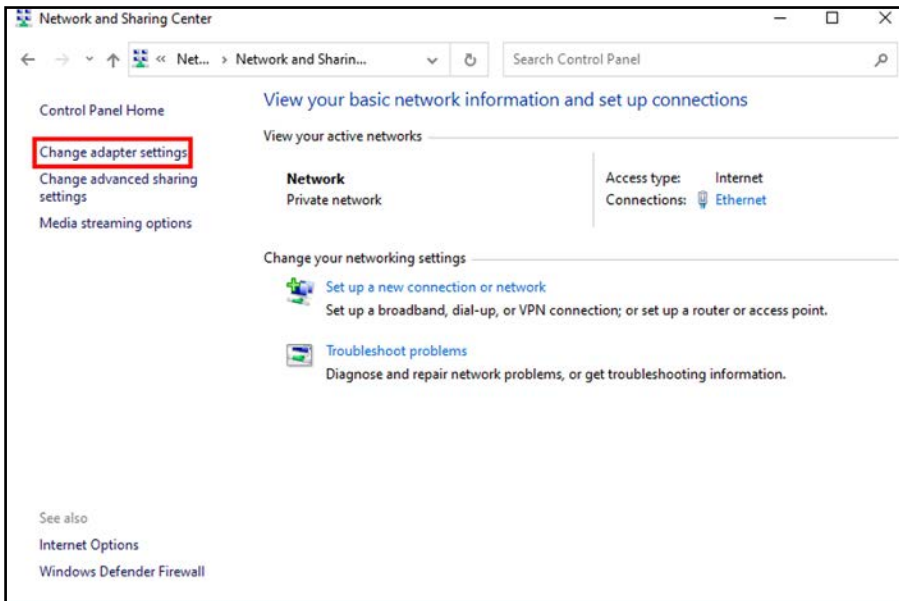 Network and Sharing Center
« Net... › Network and Sharin...
Search Control Panel
Control Panel Home
Change adapter settings
Change advanced sharing
settings
Media streaming options
See also
Internet Options
Windows Defender Firewall
View your basic network information and set up connections
View your active networks
Network
Private network
Access type: Internet
Connections: Ethernet
Change your networking settings
Set up a new connection or network
Set up a broadband, dial-up, or VPN connection; or set up a router or access point.
Troubleshoot problems
Diagnose and repair network problems, or get troubleshooting information.